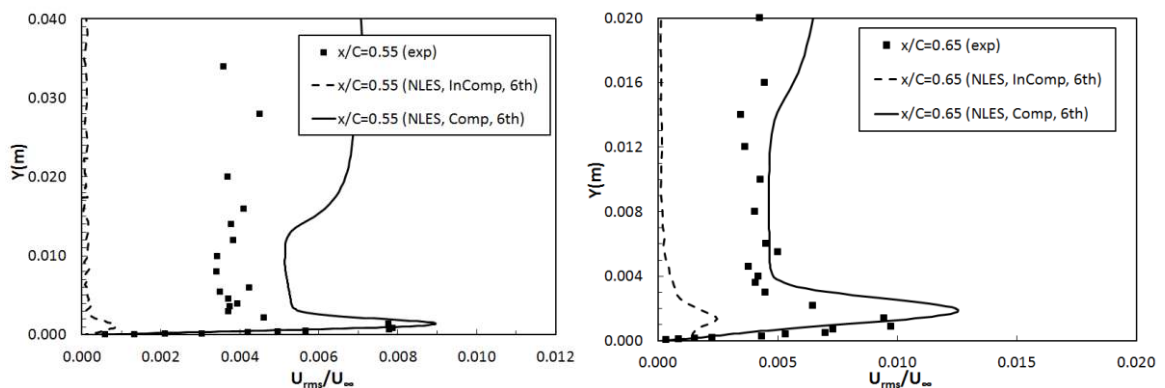 0.040
0.030
0.020
0.010
0.000
Y(m)
x/C=0.55 (exp)
x/C=0.55 (NLES, InComp, 6th)
x/C=0.55 (NLES, Comp, 6th)
0.000 0.002 0.004 0.006 0.008 0.010 0.012
Urms/U∞
0.020
0.016
0.012
0.008
0.004
0.000
Y(m)
x/C=0.65 (exp)
x/C=0.65 (NLES, InComp, 6th)
x/C=0.65 (NLES, Comp, 6th)
0.000 0.005 0.010 0.015 0.020
Urms/U∞